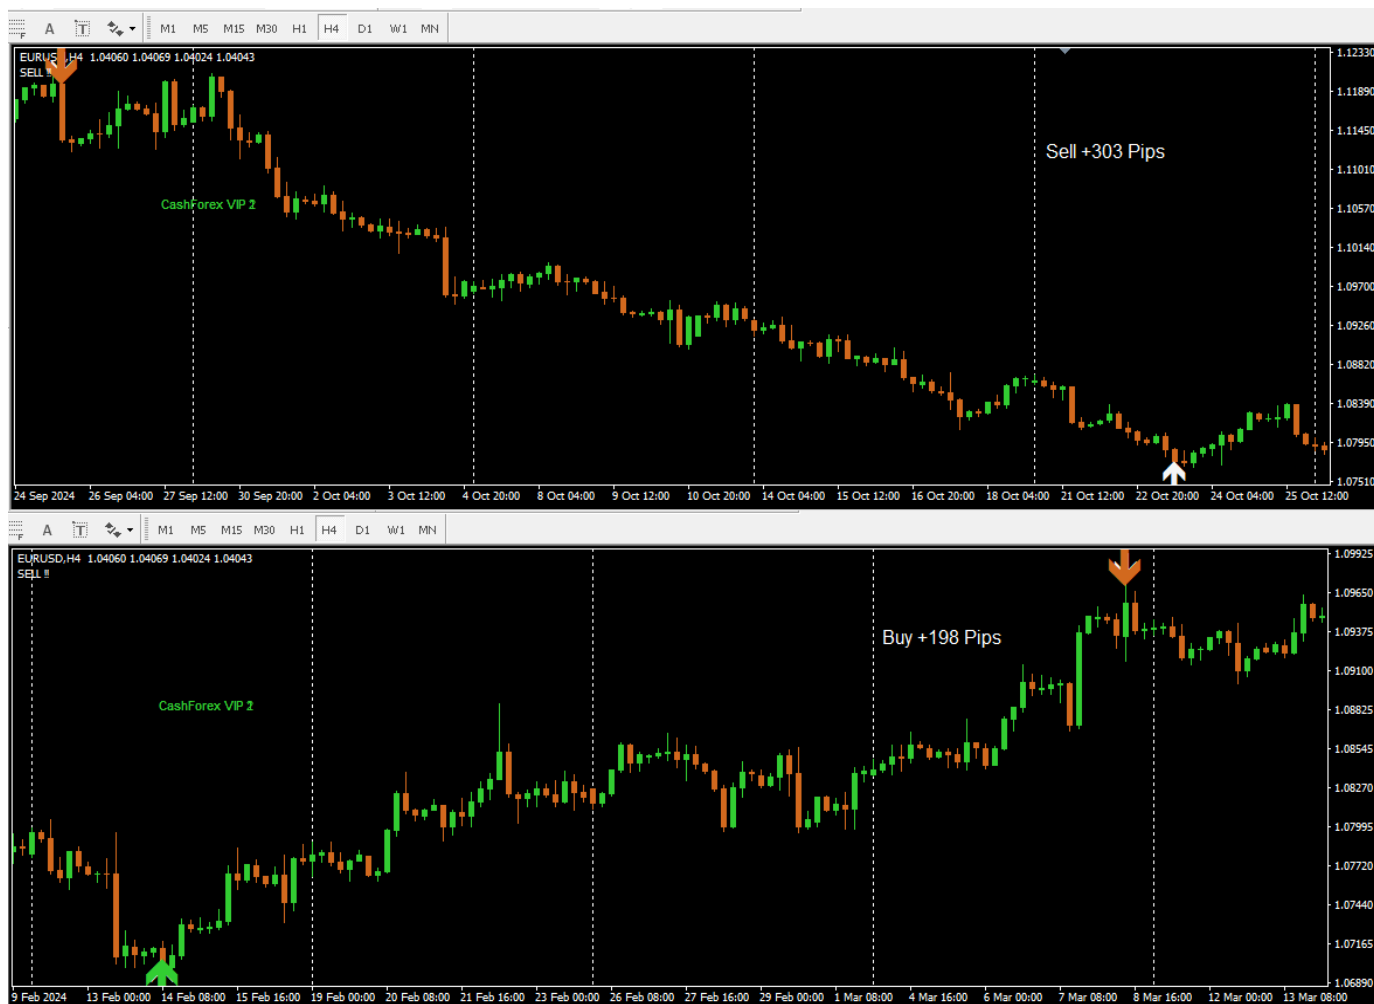 A T M1 M5 M15 M30 H1 H4 D1 W1 MN
F
EURUSD,H4 1.04060 1.04069 1.04024 1.04043
SELL !!
1.12330
1.11890
1.11450
Sell +303 Pips
1.11010
CashForex VIP
1.10570
1.10140
1.09700
1.09260
1.08820
1.08390
1.07950
1.07510
24 Sep 2024 26 Sep 04:00 27 Sep 12:00 30 Sep 20:00 2 Oct 04:00 3 Oct 12:00 4 Oct 20:00 8 Oct 04:00 9 Oct 12:00 10 Oct 20:00 14 Oct 04:00 15 Oct 12:00 16 Oct 20:00 18 Oct 04:00 21 Oct 12:00 22 Oct 20:00 24 Oct 04:00 25 Oct 12:00
A T M1 M5 M15 M30 H1 H4 D1 W1 MN
F
EURUSD,H4 1.04060 1.04069 1.04024 1.04043
SELL !!
1.09925
1.09650
1.09375
Buy +198 Pips
1.09100
CashForex VIP
1.08825
1.08545
1.08270
1.07995
1.07720
1.07440
1.07165
1.06890
9 Feb 2024 13 Feb 00:00 14 Feb 08:00 15 Feb 16:00 19 Feb 00:00 20 Feb 08:00 21 Feb 16:00 23 Feb 00:00 26 Feb 08:00 27 Feb 16:00 29 Feb 00:00 1 Mar 08:00 4 Mar 16:00 6 Mar 00:00 7 Mar 08:00 8 Mar 16:00 12 Mar 00:00 13 Mar 08:00